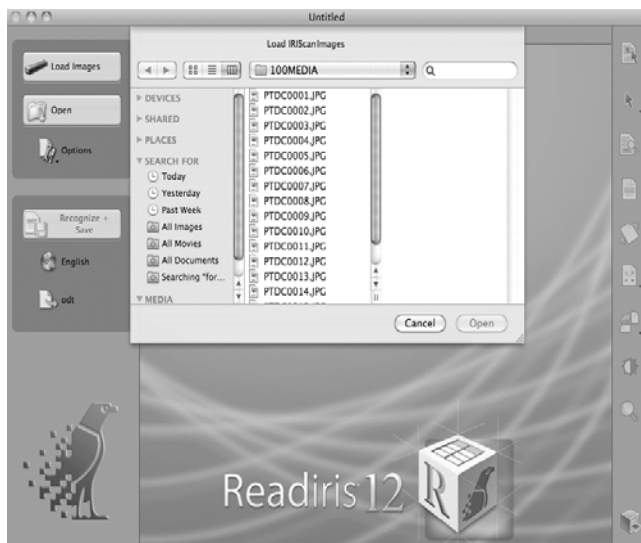 Untitled
Load IRIScanImages
Load Images
100MEDIA
Open
Options
DEVICES
SHARED
PLACES
SEARCH FOR
Today
Yesterday
Past Week
All Images
All Movies
All Documents
Searching "for...
MEDIA
PTDC0001.JPG
PTDC0002.JPG
PTDC0003.JPG
PTDC0004.JPG
PTDC0005.JPG
PTDC0006.JPG
PTDC0007.JPG
PTDC0008.JPG
PTDC0009.JPG
PTDC0010.JPG
PTDC0011.JPG
PTDC0012.JPG
PTDC0013.JPG
PTDC0014.JPG
Recognize +
Save
English
odt
Cancel
Open
Readiris 12
R